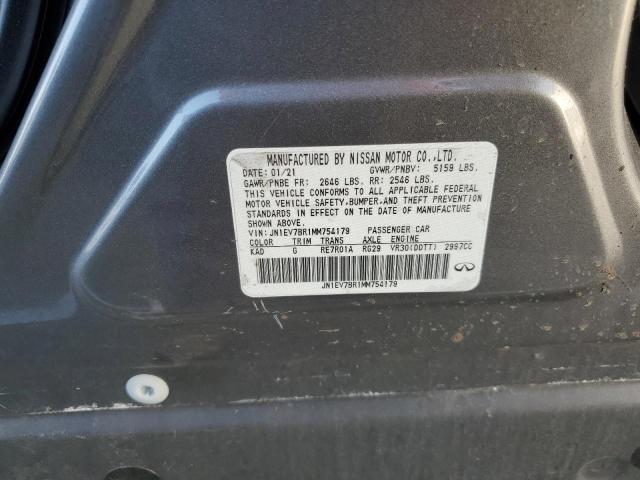 MANUFACTURED BY NISSAN MOTOR CO.,LTD.
DATE: 01/21 GVWR/PNBV: 5159 LBS.
GAWR/PNBE FR: 2646 LBS. RR: 2546 LBS.
THIS VEHICLE CONFORMS TO ALL APPLICABLE FEDERAL
MOTOR VEHICLE SAFETY,BUMPER,AND THEFT PREVENTION
STANDARDS IN EFFECT ON THE DATE OF MANUFACTURE
SHOWN ABOVE.
VIN:JN1EV7BR1MM754179 PASSENGER CAR
COLOR TRIM TRANS AXLE ENGINE
KAD G RE7R01A RG29 VR30(DDTT) 2997CC
JN1EV7BR1MM754179